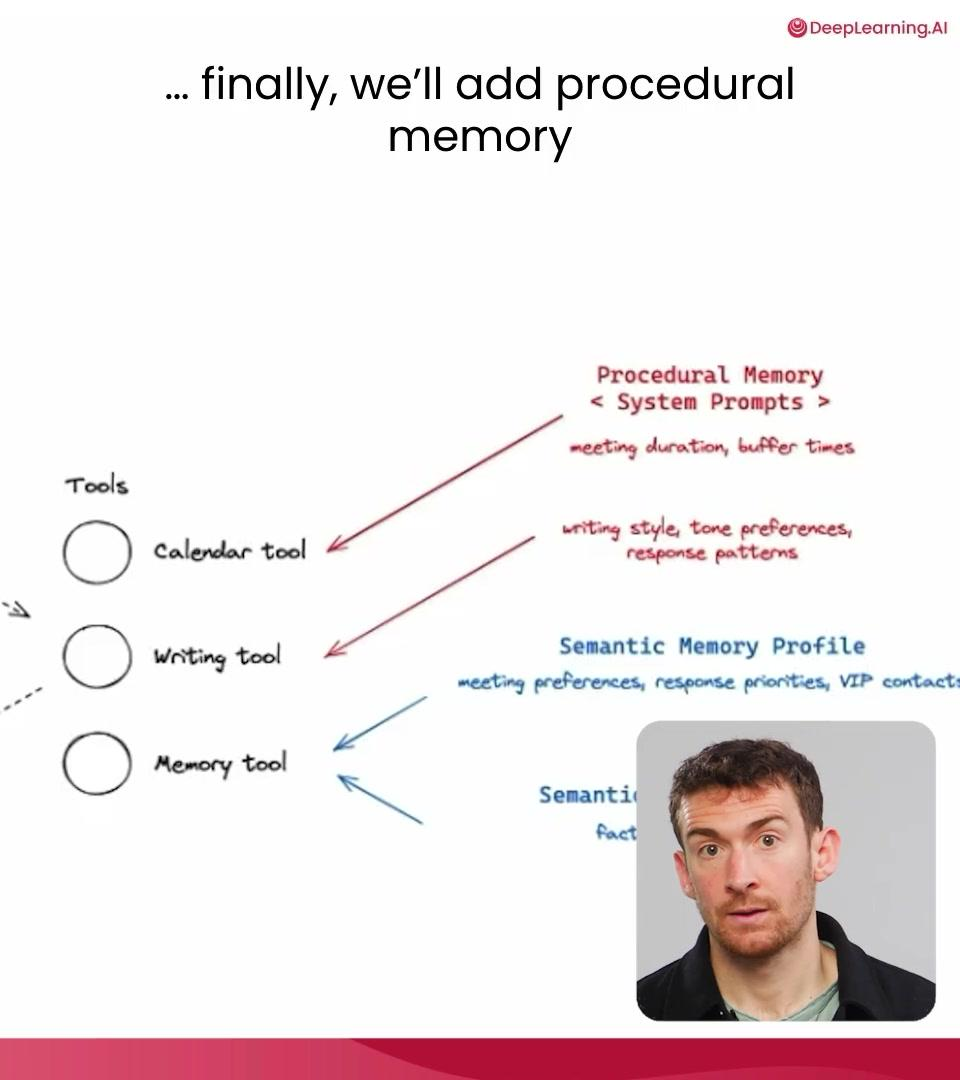 DeepLearning.AI
… finally, we’ll add procedural
memory
Procedural Memory
< System Prompts >
meeting duration, buffer times
Tools
Calendar tool
writing style, tone preferences,
response patterns
Writing tool
Semantic Memory Profile
meeting preferences, response priorities, VIP contacts
Memory tool